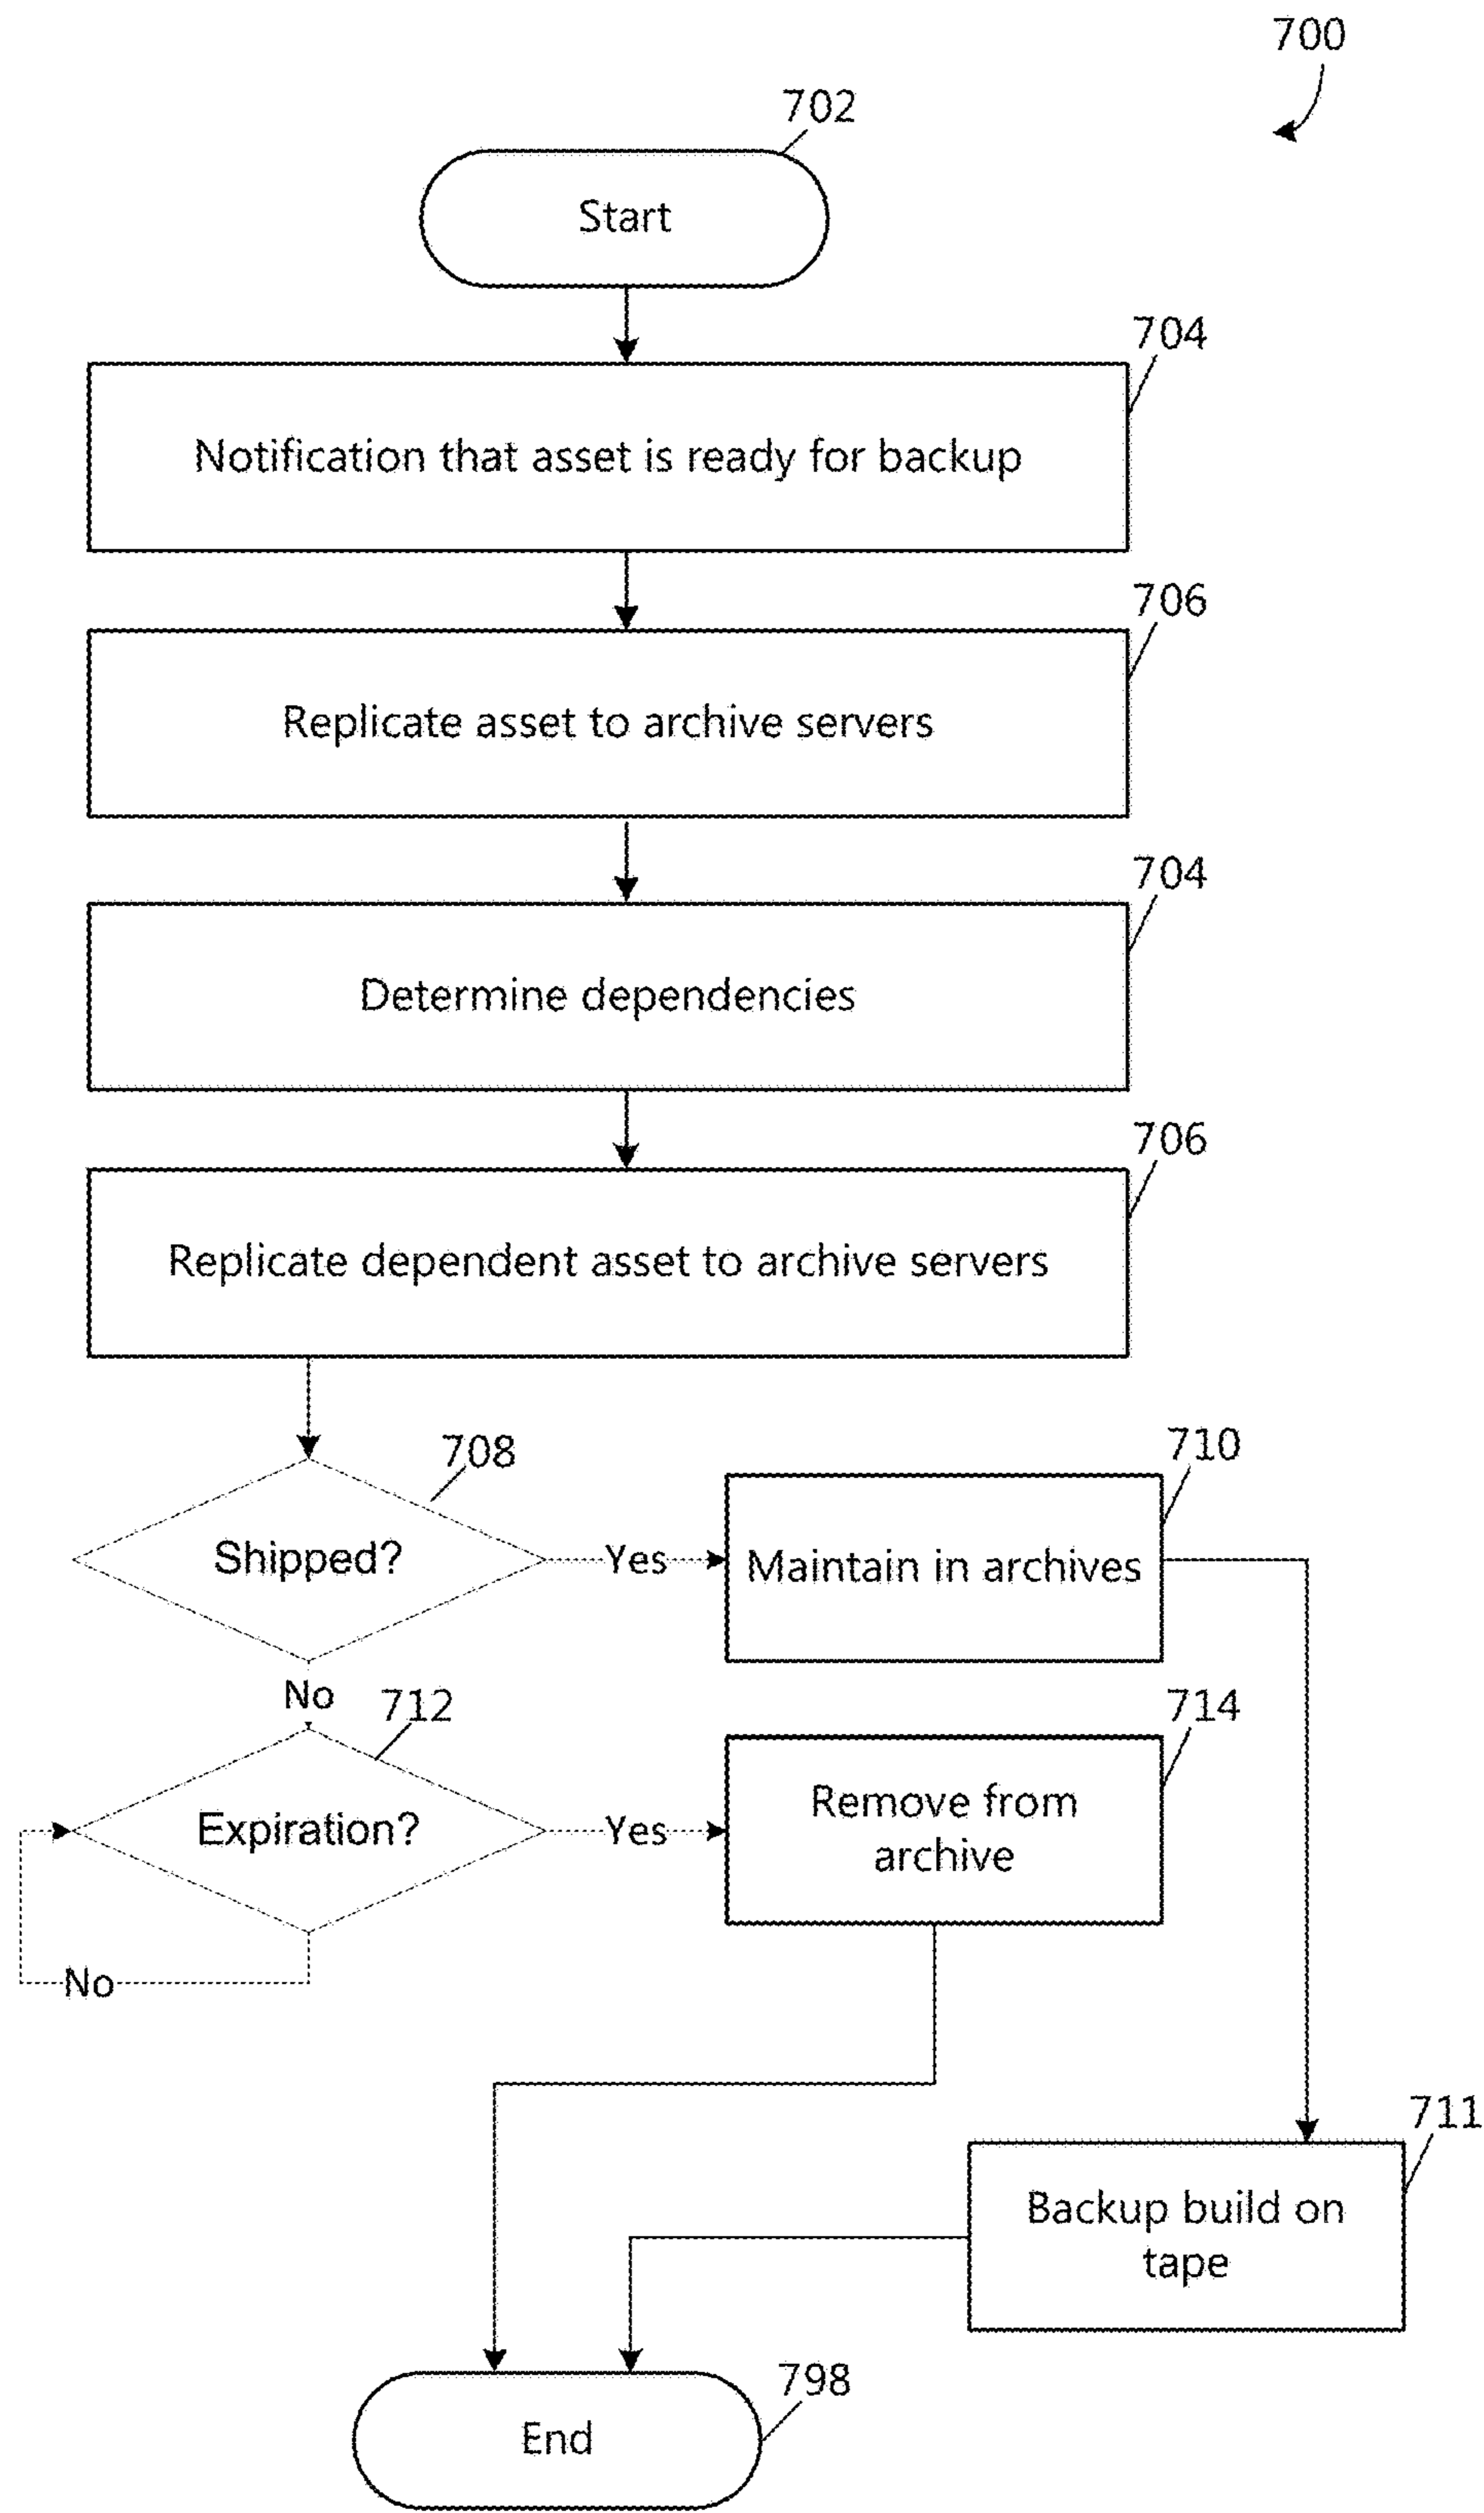 700
702
Start
704
Notification that asset is ready for backup
706
Replicate asset to archive servers
704
Determine dependencies
706
Replicate dependent asset to archive servers
708
710
Shipped?
Yes
Maintain in archives
No
712
714
Expiration?
Yes
Remove from
archive
No
711
Backup build on
tape
798
End